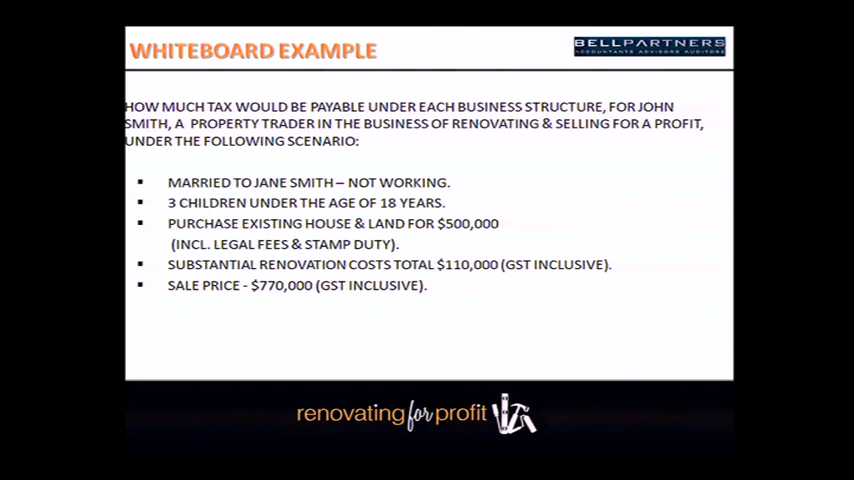 WHITEBOARD EXAMPLE
BELLPARTNERS
ACCOUNTANTS ADVISORS AUDITORS
HOW MUCH TAX WOULD BE PAYABLE UNDER EACH BUSINESS STRUCTURE, FOR JOHN
SMITH, A PROPERTY TRADER IN THE BUSINESS OF RENOVATING & SELLING FOR A PROFIT,
UNDER THE FOLLOWING SCENARIO:
▪ MARRIED TO JANE SMITH – NOT WORKING.
▪ 3 CHILDREN UNDER THE AGE OF 18 YEARS.
▪ PURCHASE EXISTING HOUSE & LAND FOR $500,000
(INCL. LEGAL FEES & STAMP DUTY).
▪ SUBSTANTIAL RENOVATION COSTS TOTAL $110,000 (GST INCLUSIVE).
▪ SALE PRICE - $770,000 (GST INCLUSIVE).
renovating for profit